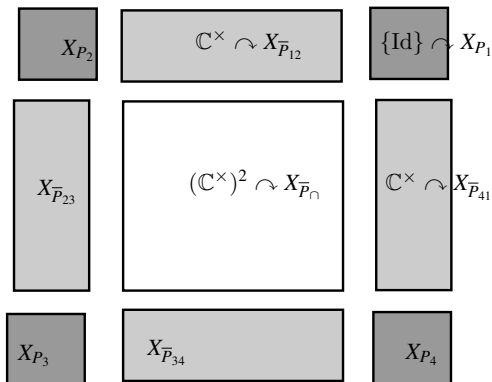 X_{P_2} ℂ^× ↷ X_{\overline{P}_{12}} {Id} ↷ X_{P_1}
X_{\overline{P}_{23}} (ℂ^×)^2 ↷ X_{\overline{P}_∩} ℂ^× ↷ X_{\overline{P}_{41}}
X_{P_3} X_{\overline{P}_{34}} X_{P_4}